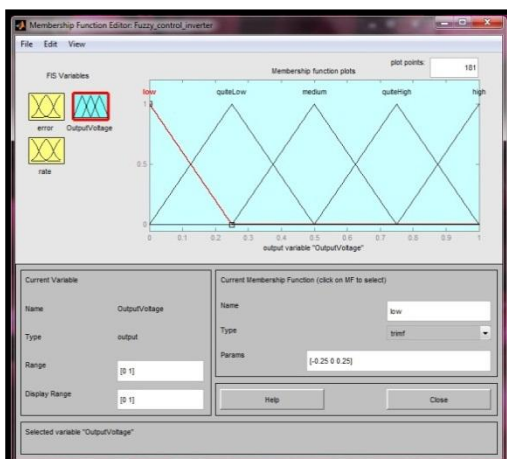 Membership Function Editor: Fuzzy_control_inverter
File Edit View
FIS Variables
Membership function plots
plot points:
181
error
OutputVoltage
rate
low
quiteLow
medium
quiteHigh
high
1
0.5
0
0 0.1 0.2 0.3 0.4 0.5 0.6 0.7 0.8 0.9 1
output variable "OutputVoltage"
Current Variable
Name OutputVoltage
Type output
Range [0 1]
Display Range [0 1]
Current Membership Function (click on MF to select)
Name low
Type trimf
Params [-0.25 0 0.25]
Help
Close
Selected variable "OutputVoltage"